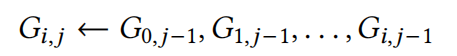 G_{i,j} ← G_{0,j−1}, G_{1,j−1}, . . . , G_{i,j−1}